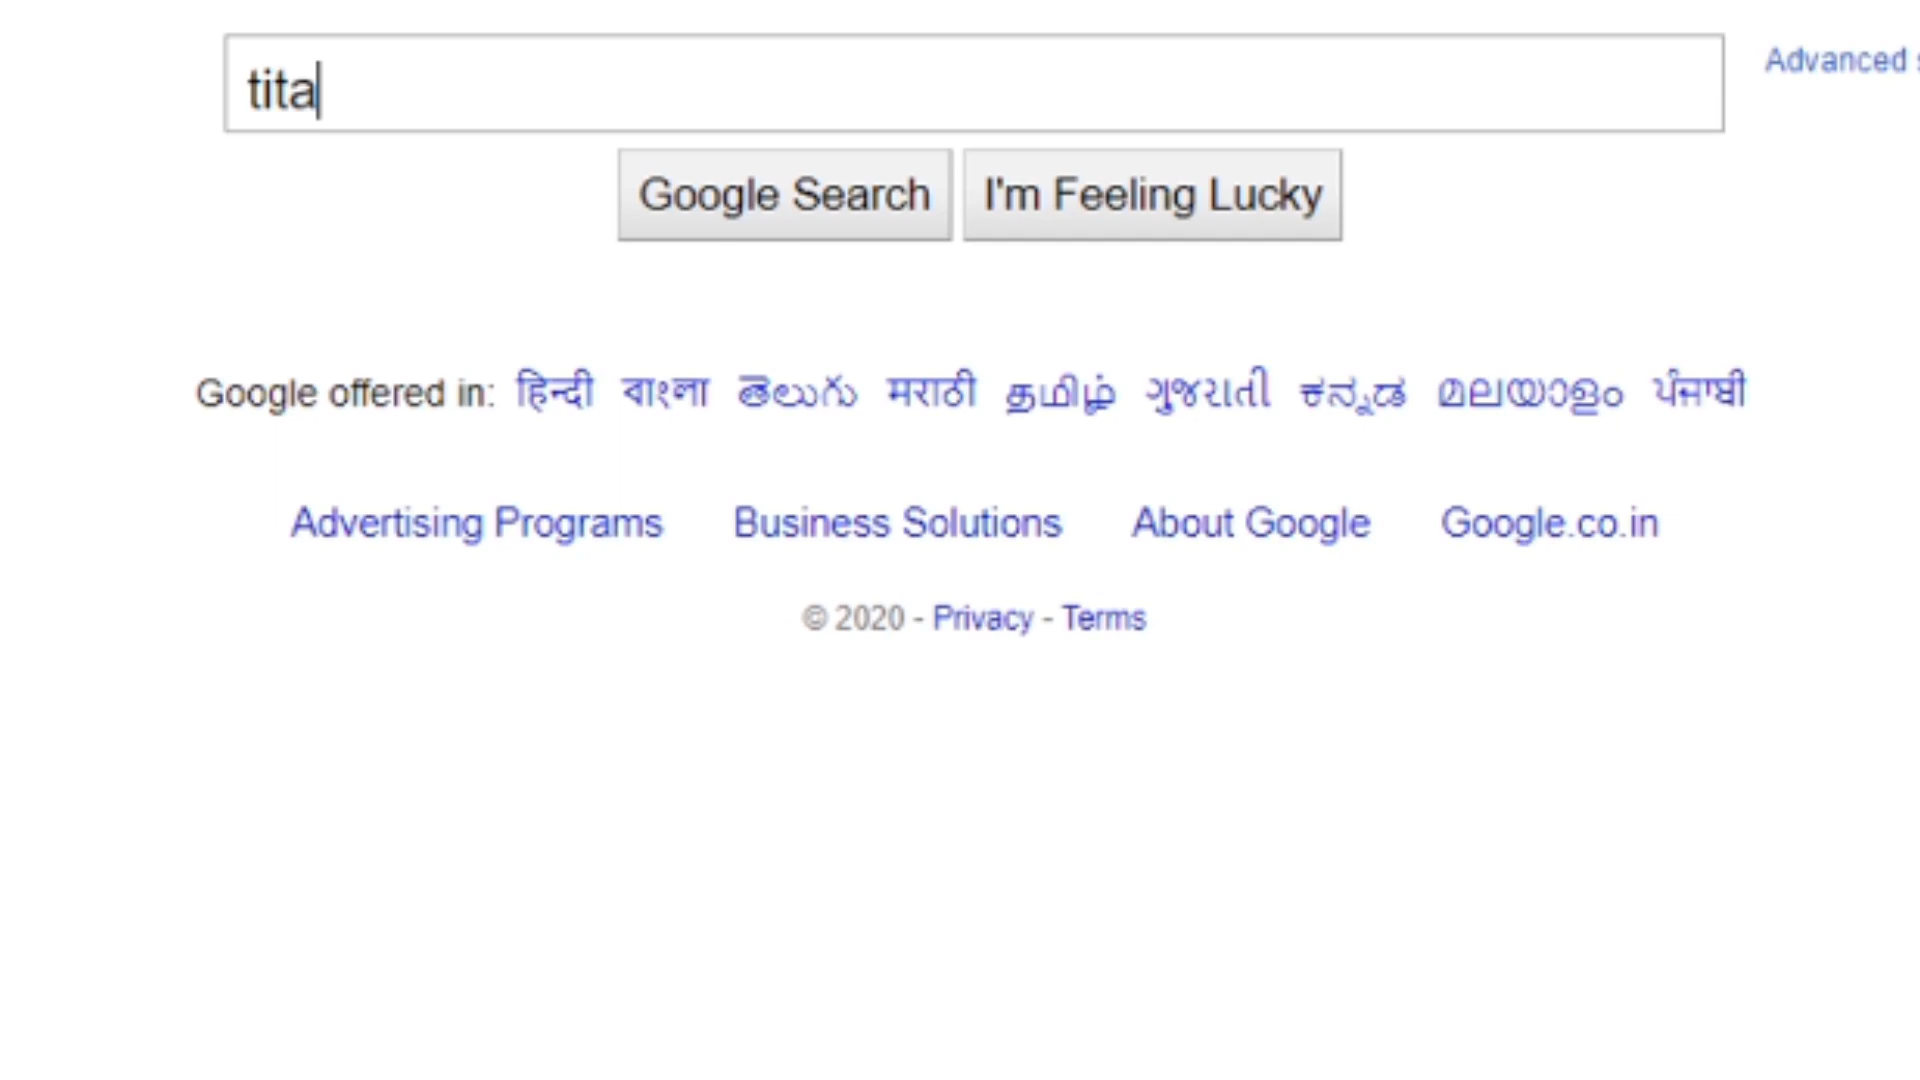 tita
Advanced
Google Search I'm Feeling Lucky
Google offered in: हिन्दी বাংলা తెలుగు मराठी தமிழ் ગુજરાતી ಕನ್ನಡ മലയാളം ਪੰਜਾਬੀ
Advertising Programs Business Solutions About Google Google.co.in
© 2020 - Privacy - Terms